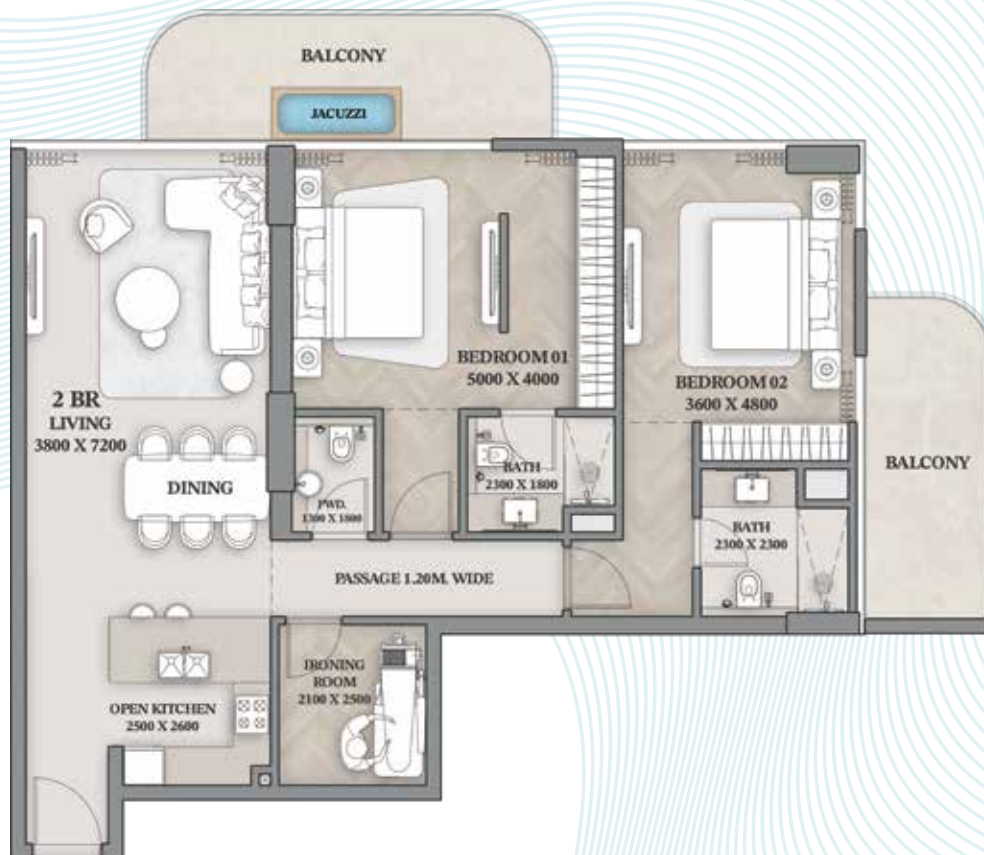 BALCONY
JACUZZI
BEDROOM 01
5000 X 4000
BEDROOM 02
3600 X 4800
2 BR
LIVING
3800 X 7200
DINING
BATH
2300 X 1800
PWD.
1300 X 1800
BALCONY
BATH
2300 X 2300
PASSAGE 1.20M. WIDE
IRONING
ROOM
2100 X 2500
OPEN KITCHEN
2500 X 2600